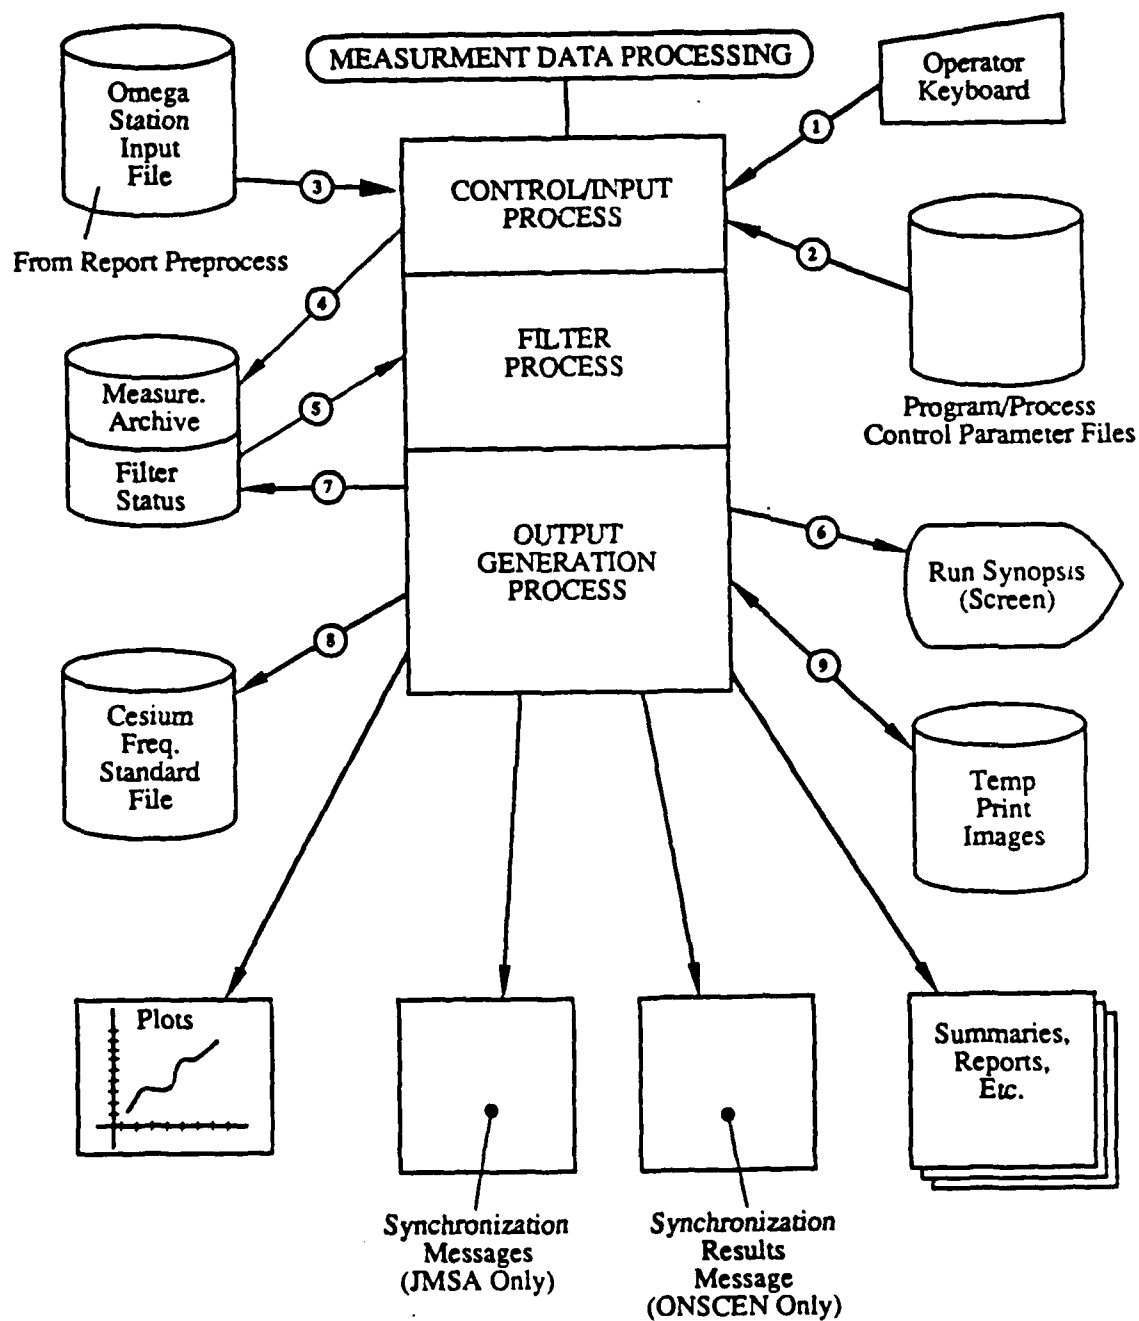 MEASURMENT DATA PROCESSING
Omega
Station
Input
File
From Report Preprocess
Operator
Keyboard
1
2
3
CONTROL/INPUT
PROCESS
Program/Process
Control Parameter Files
4
5
Measure.
Archive
Filter
Status
FILTER
PROCESS
7
6
OUTPUT
GENERATION
PROCESS
Run Synopsis
(Screen)
8
9
Cesium
Freq.
Standard
File
Temp
Print
Images
Plots
Summaries,
Reports,
Etc.
Synchronization
Messages
(JMSA Only)
Synchronization
Results
Message
(ONSCEN Only)